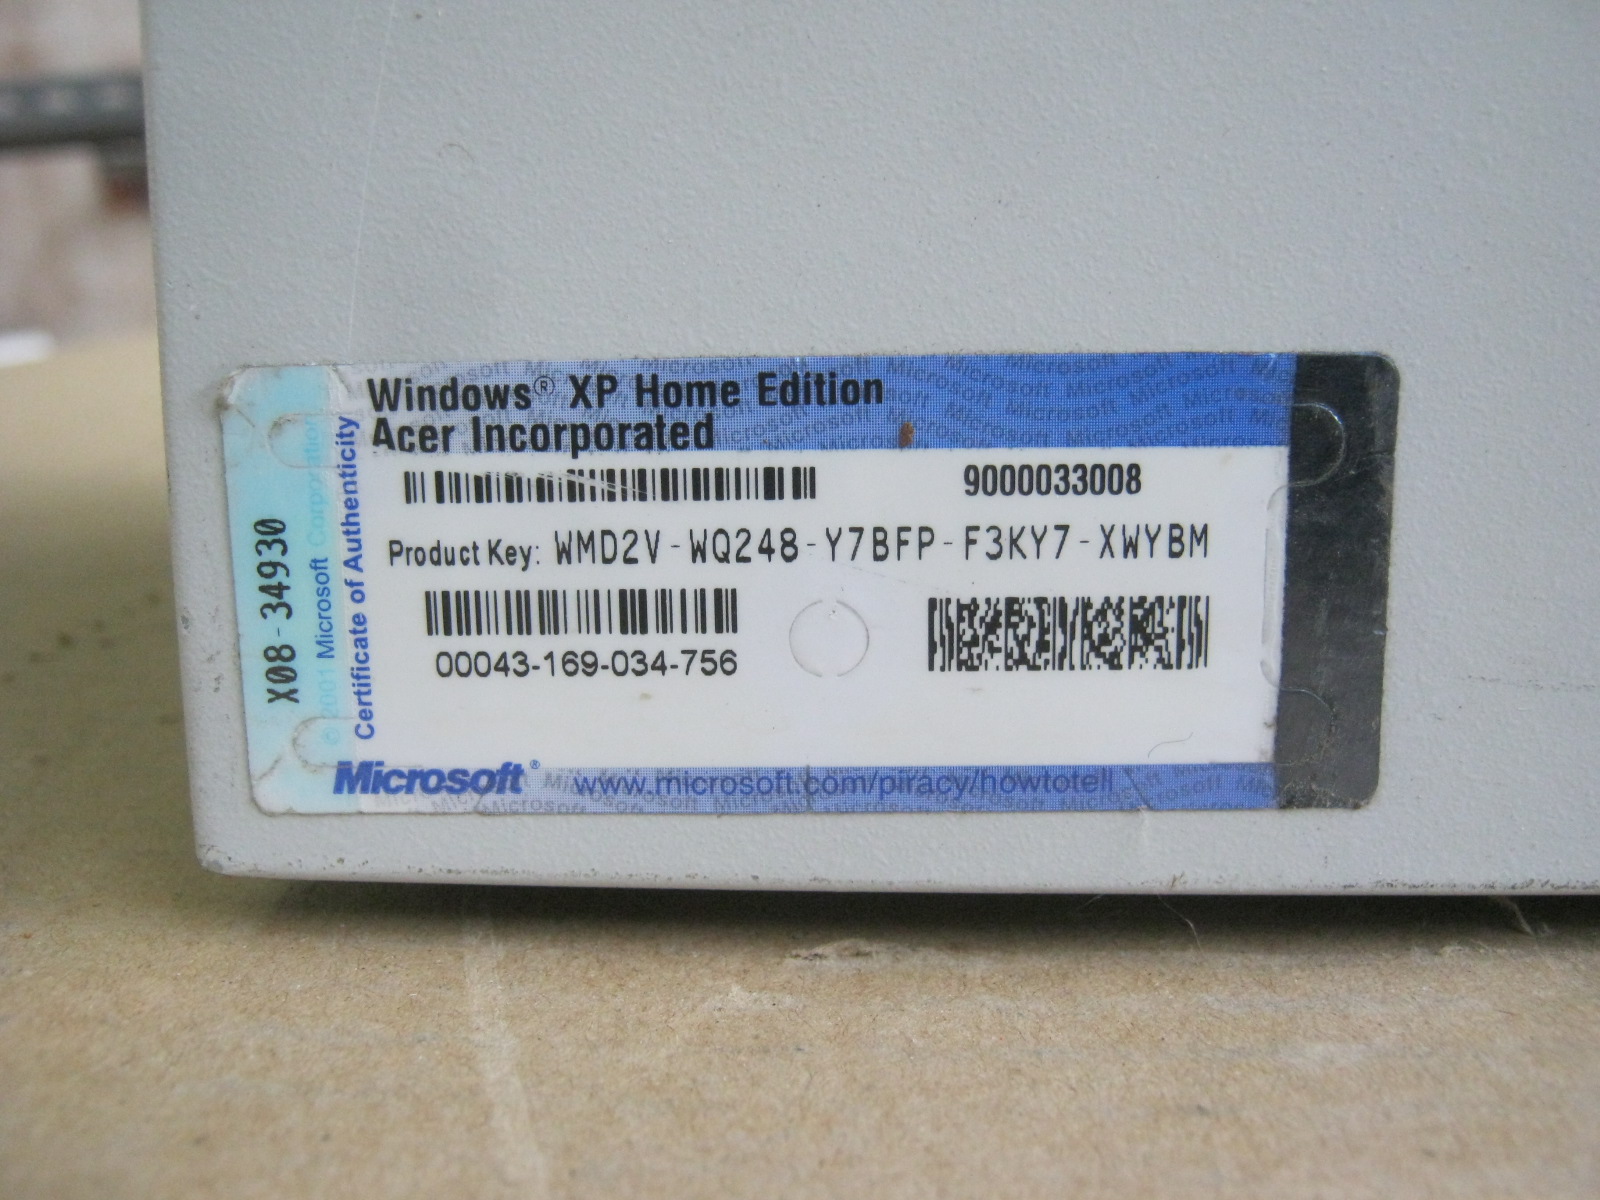 Windows® XP Home Edition
Acer Incorporated
9000033008
Product Key: WMD2V-WQ248-Y7BFP-F3KY7-XWYBM
00043-169-034-756
Microsoft® www.microsoft.com/piracy/howtotell
X08-34930
© 2001 Microsoft Corporation
Certificate of Authenticity